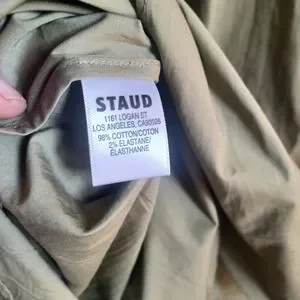 STAUD
1161 LOGAN ST
LOS ANGELES, CA90026
98% COTTON/COTON
2% ELASTANE/
ÉLASTHANNE